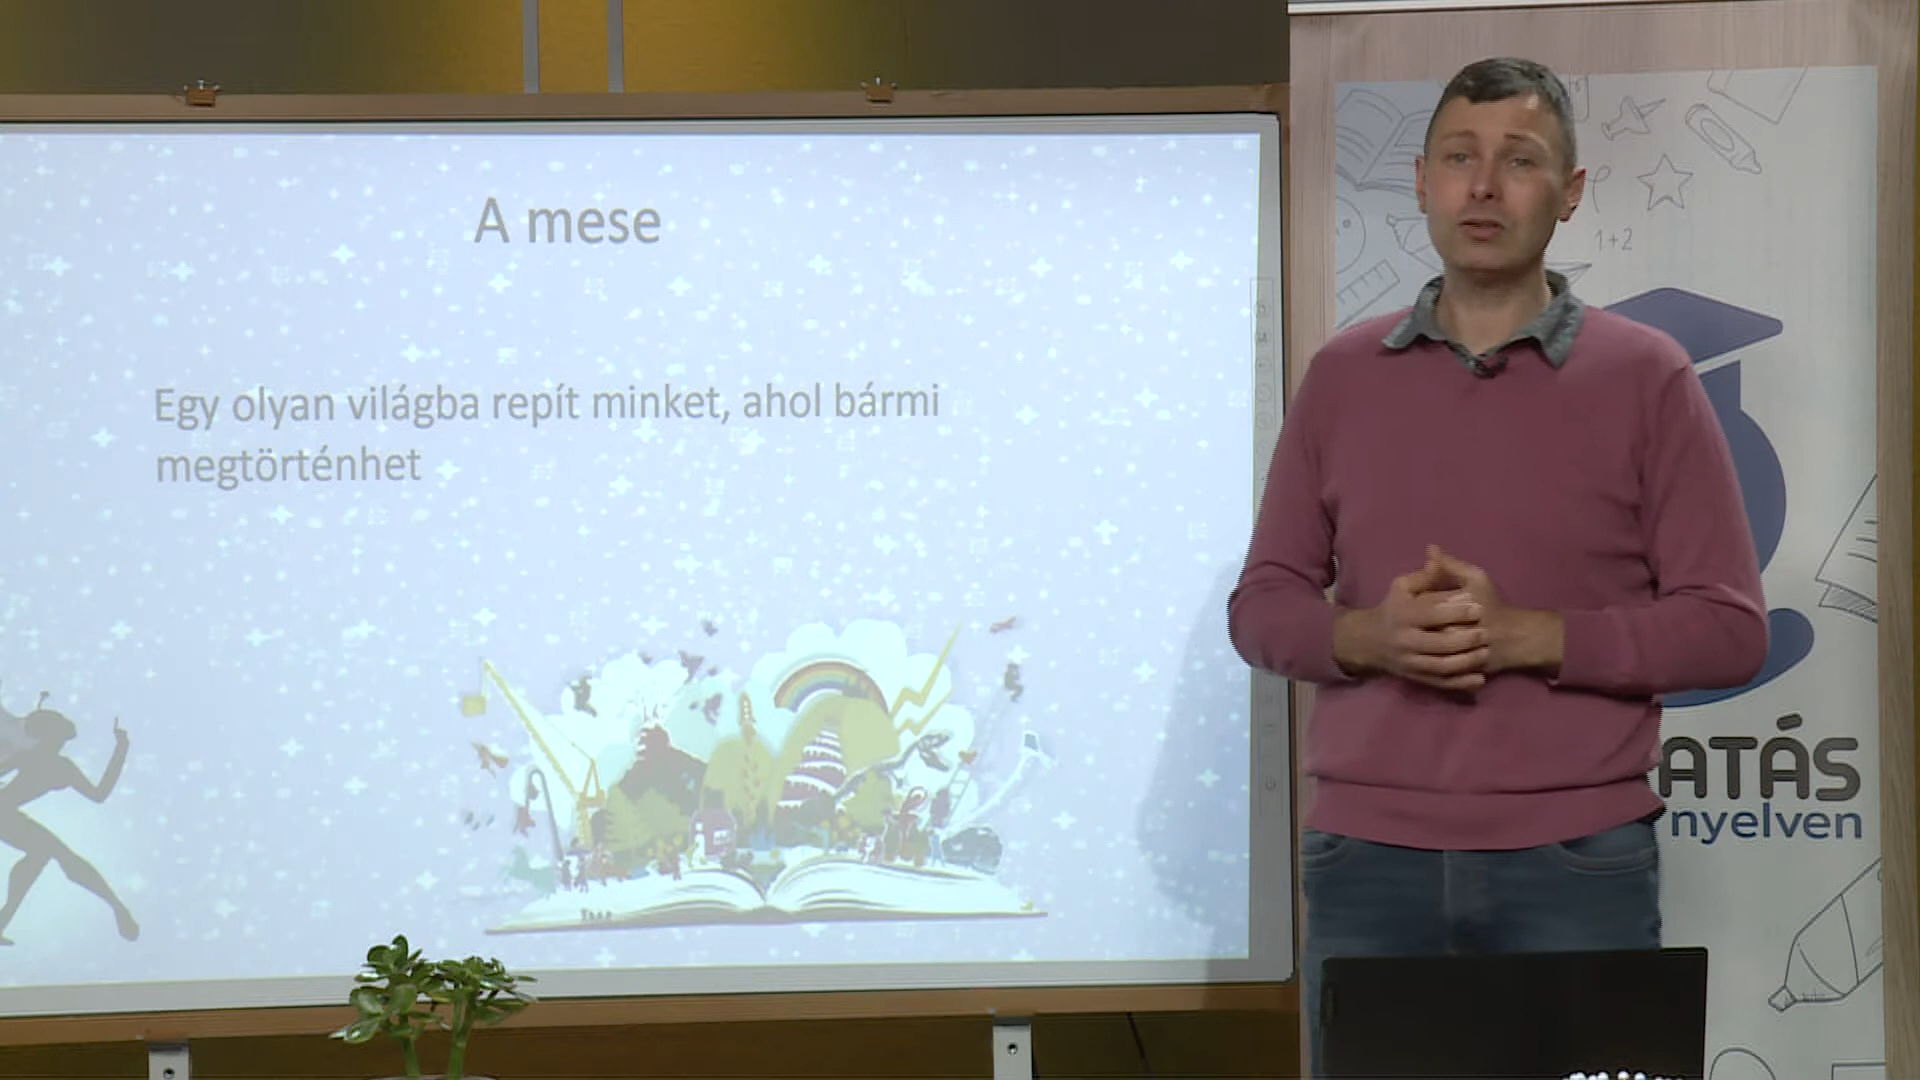 A mese
Egy olyan világba repít minket, ahol bármi
megtörténhet
1+2
ATÁS
nyelven